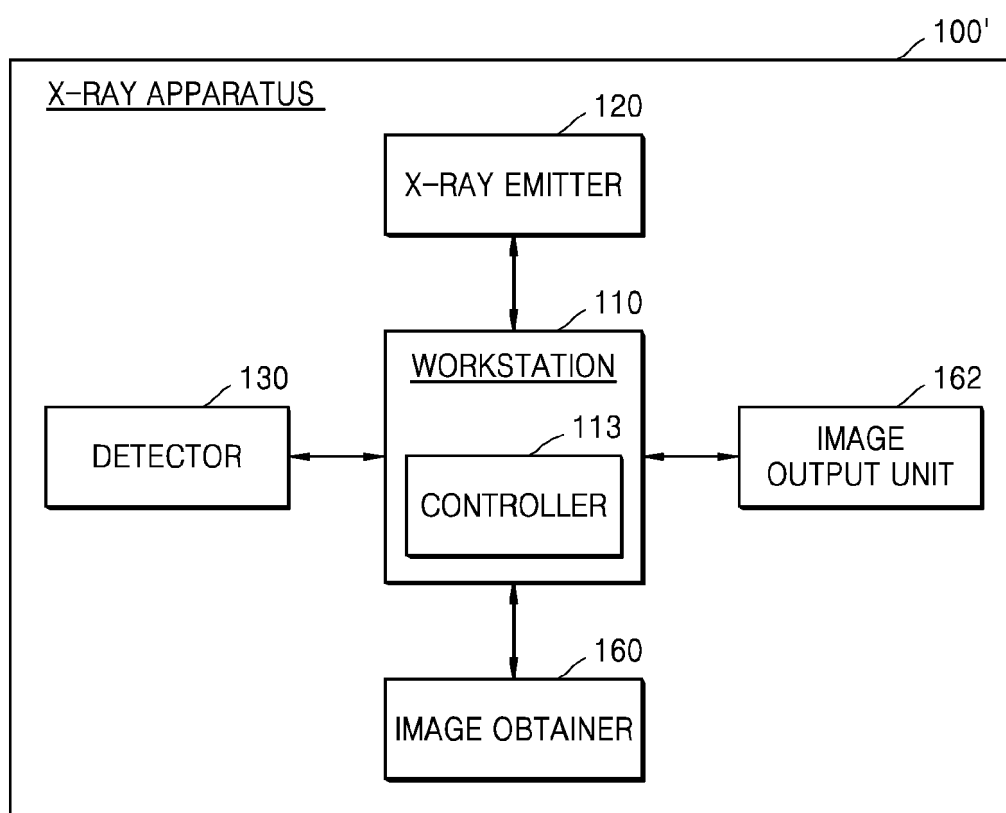 100'
X-RAY APPARATUS
120
X-RAY EMITTER
110
WORKSTATION
130
DETECTOR
113
CONTROLLER
162
IMAGE
OUTPUT UNIT
160
IMAGE OBTAINER